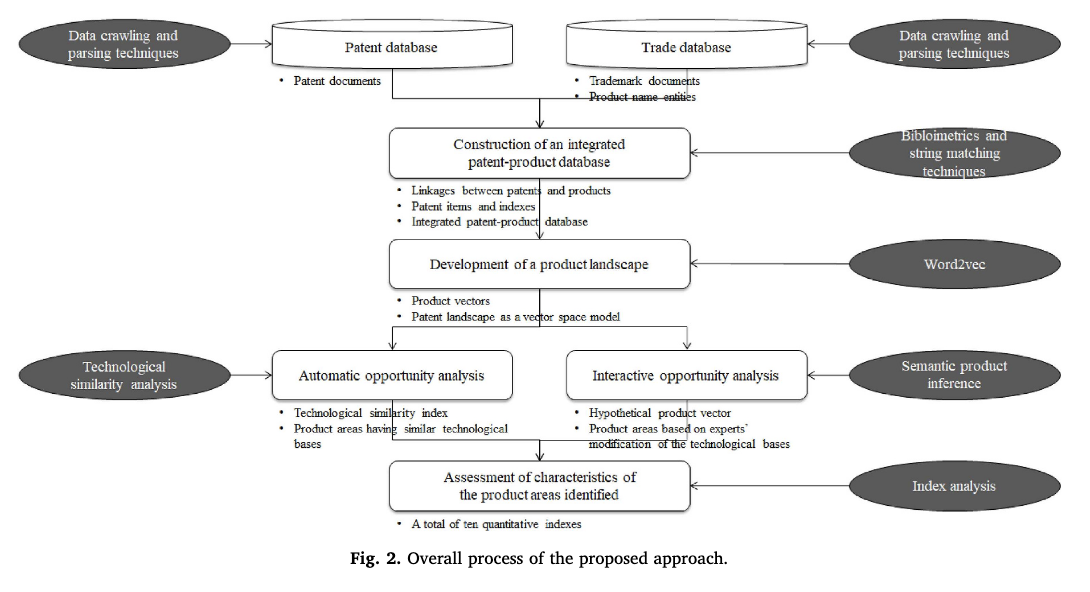 Data crawling and
parsing techniques
Patent database
Trade database
Data crawling and
parsing techniques
• Patent documents
• Trademark documents
• Product name entities
Construction of an integrated
patent-product database
Bibloimetrics and
string matching
techniques
• Linkages between patents and products
• Patent items and indexes
• Integrated patent-product database
Development of a product landscape
Word2vec
• Product vectors
• Patent landscape as a vector space model
Technological
similarity analysis
Automatic opportunity analysis
Interactive opportunity analysis
Semantic product
inference
• Technological similarity index
• Product areas having similar technological
bases
• Hypothetical product vector
• Product areas based on experts’
modification of the technological bases
Assessment of characteristics of
the product areas identified
Index analysis
• A total of ten quantitative indexes
Fig. 2. Overall process of the proposed approach.